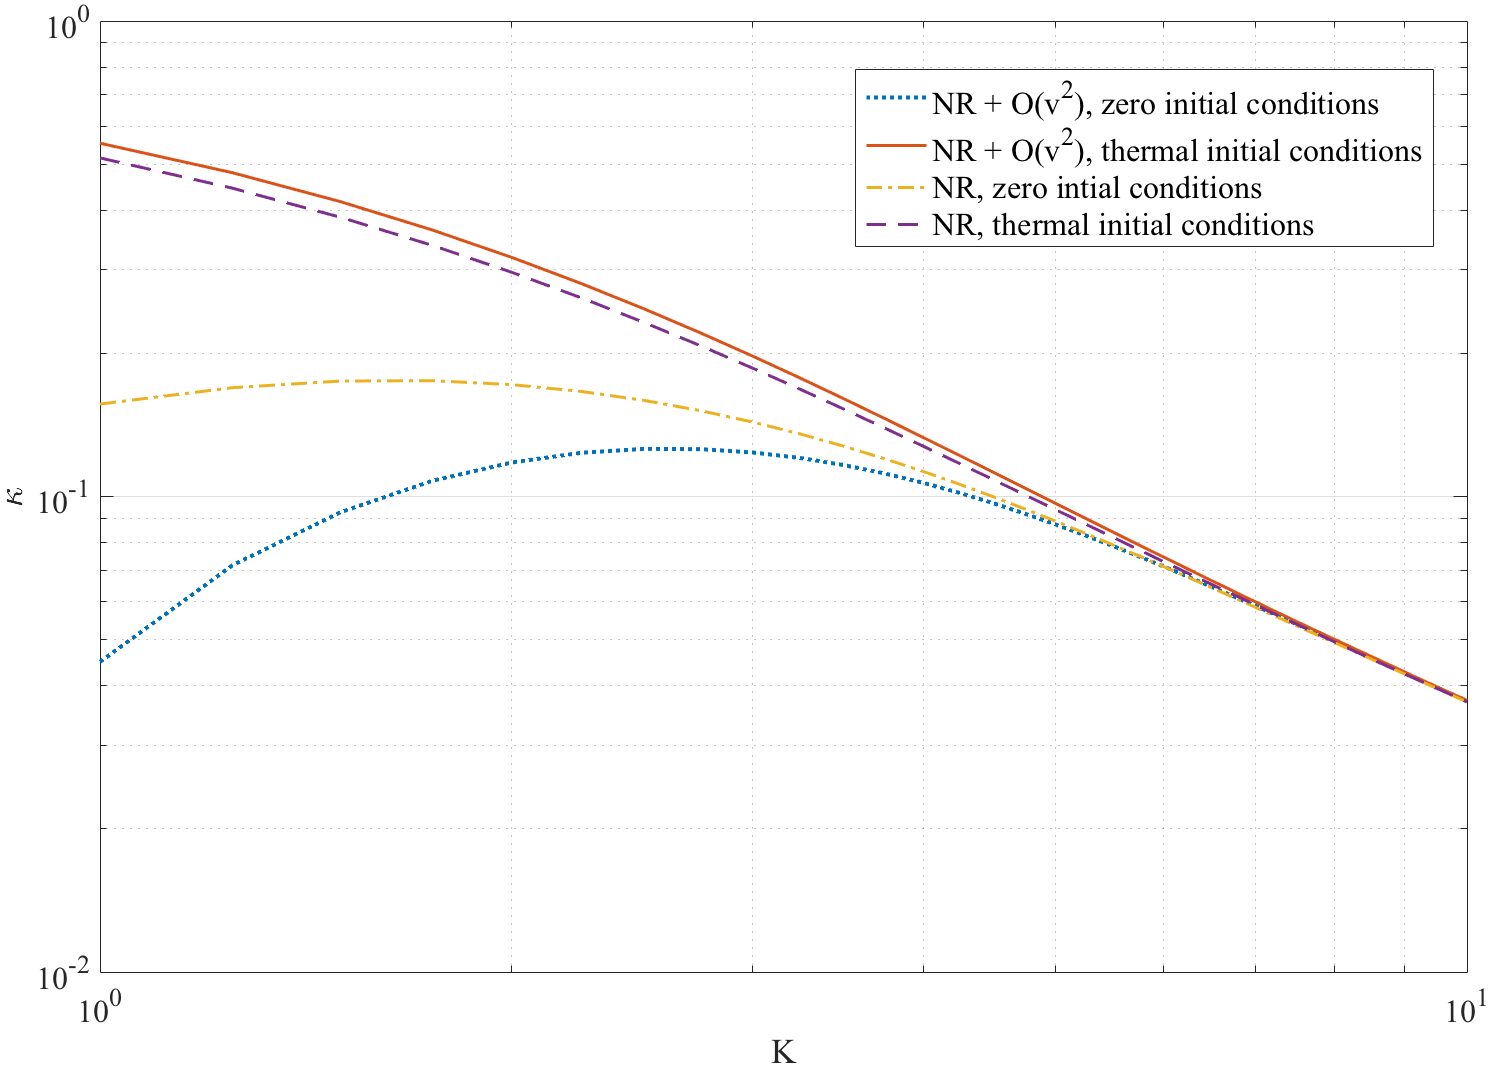 10^0
NR + O(v^2), zero initial conditions
NR + O(v^2), thermal initial conditions
NR, zero intial conditions
NR, thermal initial conditions
κ
10^-1
10^-2
10^0
10^1
K